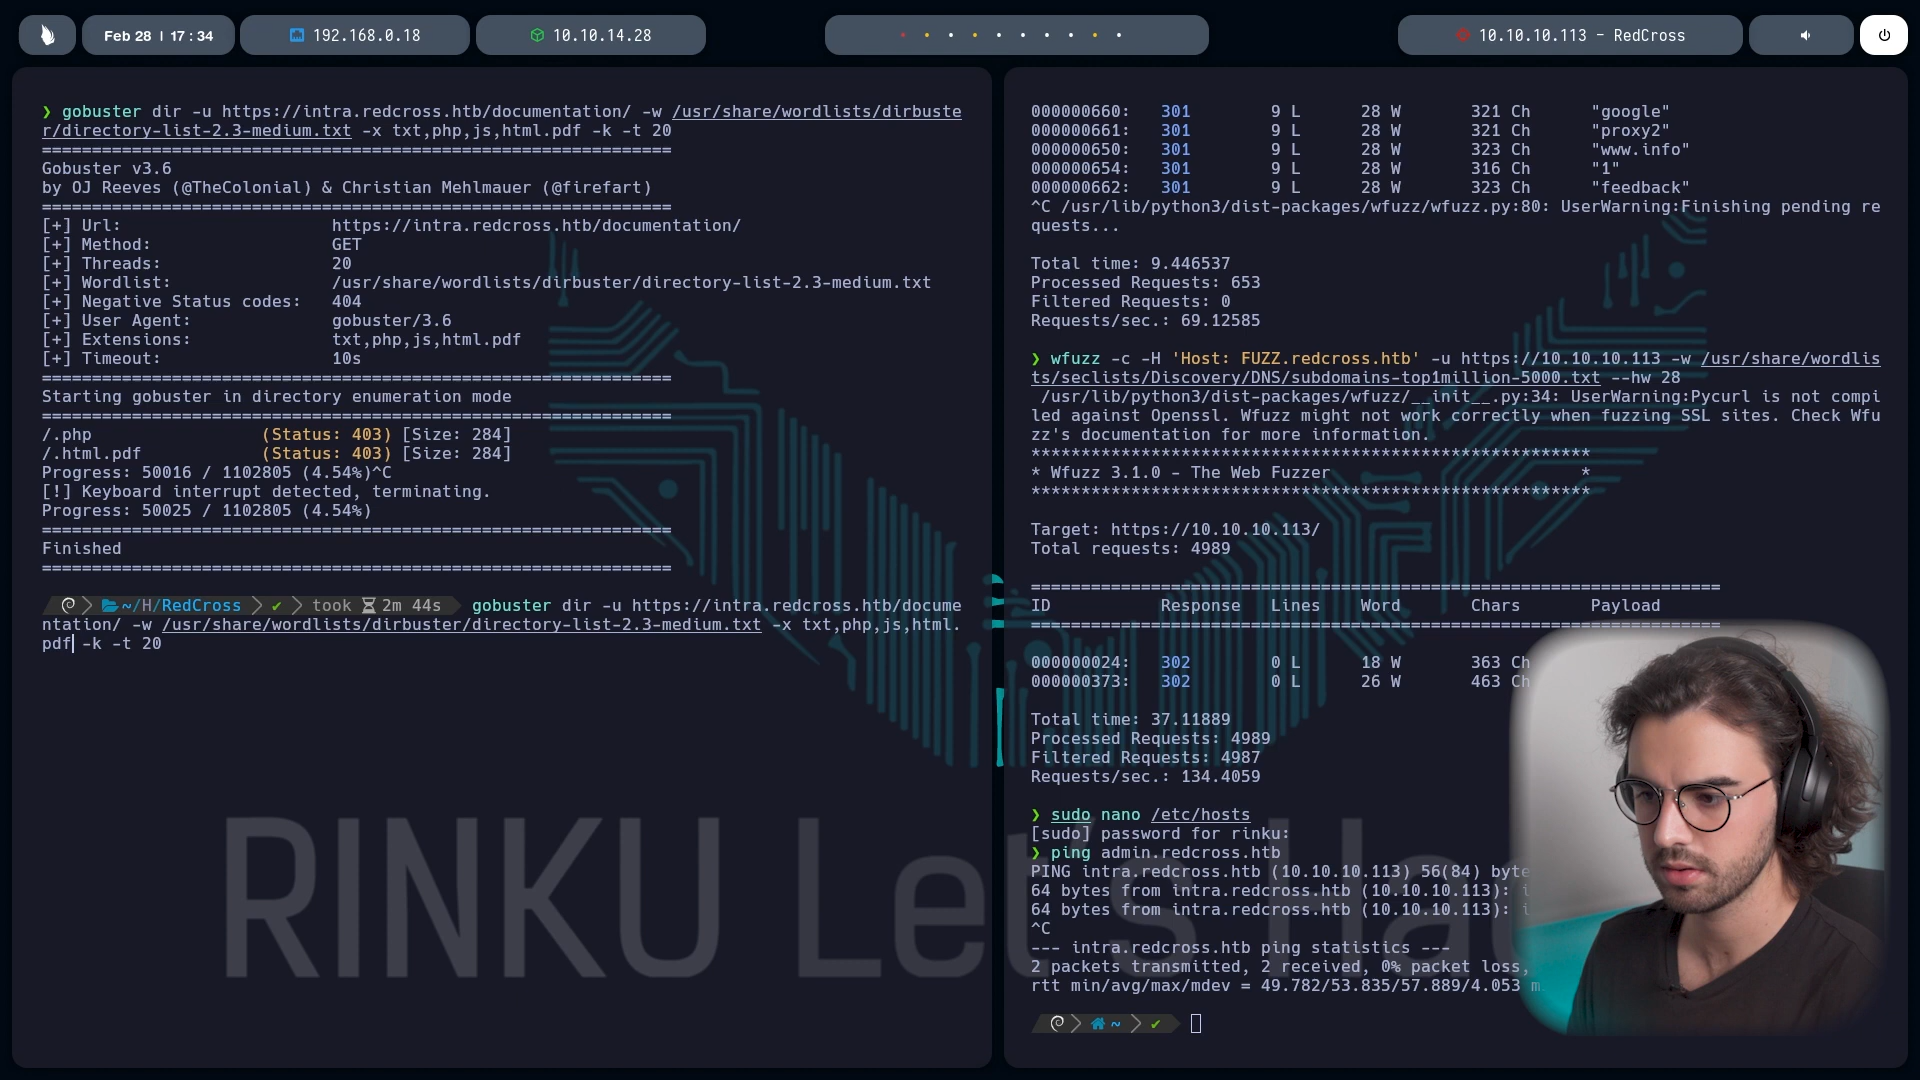 Feb 28 | 17 : 34
192.168.0.18
10.10.14.28
10.10.10.113 - RedCross
❯ gobuster dir -u https://intra.redcross.htb/documentation/ -w /usr/share/wordlists/dirbuste
r/directory-list-2.3-medium.txt -x txt,php,js,html.pdf -k -t 20
===============================================================
Gobuster v3.6
by OJ Reeves (@TheColonial) & Christian Mehlmauer (@firefart)
===============================================================
[+] Url:                     https://intra.redcross.htb/documentation/
[+] Method:                  GET
[+] Threads:                 20
[+] Wordlist:                /usr/share/wordlists/dirbuster/directory-list-2.3-medium.txt
[+] Negative Status codes:   404
[+] User Agent:              gobuster/3.6
[+] Extensions:              txt,php,js,html.pdf
[+] Timeout:                 10s
===============================================================
Starting gobuster in directory enumeration mode
===============================================================
/.php                 (Status: 403) [Size: 284]
/.html.pdf            (Status: 403) [Size: 284]
Progress: 50016 / 1102805 (4.54%)^C
[!] Keyboard interrupt detected, terminating.
Progress: 50025 / 1102805 (4.54%)
===============================================================
Finished
===============================================================
~/H/RedCross ✔ took 2m 44s gobuster dir -u https://intra.redcross.htb/docume
ntation/ -w /usr/share/wordlists/dirbuster/directory-list-2.3-medium.txt -x txt,php,js,html.
pdf -k -t 20
000000660:   301        9 L      28 W       321 Ch      "google"
000000661:   301        9 L      28 W       321 Ch      "proxy2"
000000650:   301        9 L      28 W       323 Ch      "www.info"
000000654:   301        9 L      28 W       316 Ch      "1"
000000662:   301        9 L      28 W       323 Ch      "feedback"
^C /usr/lib/python3/dist-packages/wfuzz/wfuzz.py:80: UserWarning:Finishing pending re
quests...
Total time: 9.446537
Processed Requests: 653
Filtered Requests: 0
Requests/sec.: 69.12585
❯ wfuzz -c -H 'Host: FUZZ.redcross.htb' -u https://10.10.10.113 -w /usr/share/wordlis
ts/seclists/Discovery/DNS/subdomains-top1million-5000.txt --hw 28
/usr/lib/python3/dist-packages/wfuzz/__init__.py:34: UserWarning:Pycurl is not compi
led against Openssl. Wfuzz might not work correctly when fuzzing SSL sites. Check Wfu
zz's documentation for more information.
********************************************************
* Wfuzz 3.1.0 - The Web Fuzzer                         *
********************************************************
Target: https://10.10.10.113/
Total requests: 4989
=====================================================================
ID           Response   Lines    Word       Chars       Payload
=====================================================================
000000024:   302        0 L      18 W       363 Ch
000000373:   302        0 L      26 W       463 Ch
Total time: 37.11889
Processed Requests: 4989
Filtered Requests: 4987
Requests/sec.: 134.4059
❯ sudo nano /etc/hosts
[sudo] password for rinku:
❯ ping admin.redcross.htb
PING intra.redcross.htb (10.10.10.113) 56(84) byte
64 bytes from intra.redcross.htb (10.10.10.113): i
64 bytes from intra.redcross.htb (10.10.10.113): i
^C
--- intra.redcross.htb ping statistics ---
2 packets transmitted, 2 received, 0% packet loss,
rtt min/avg/max/mdev = 49.782/53.835/57.889/4.053 m
~ ✔
RINKU Let's Ha